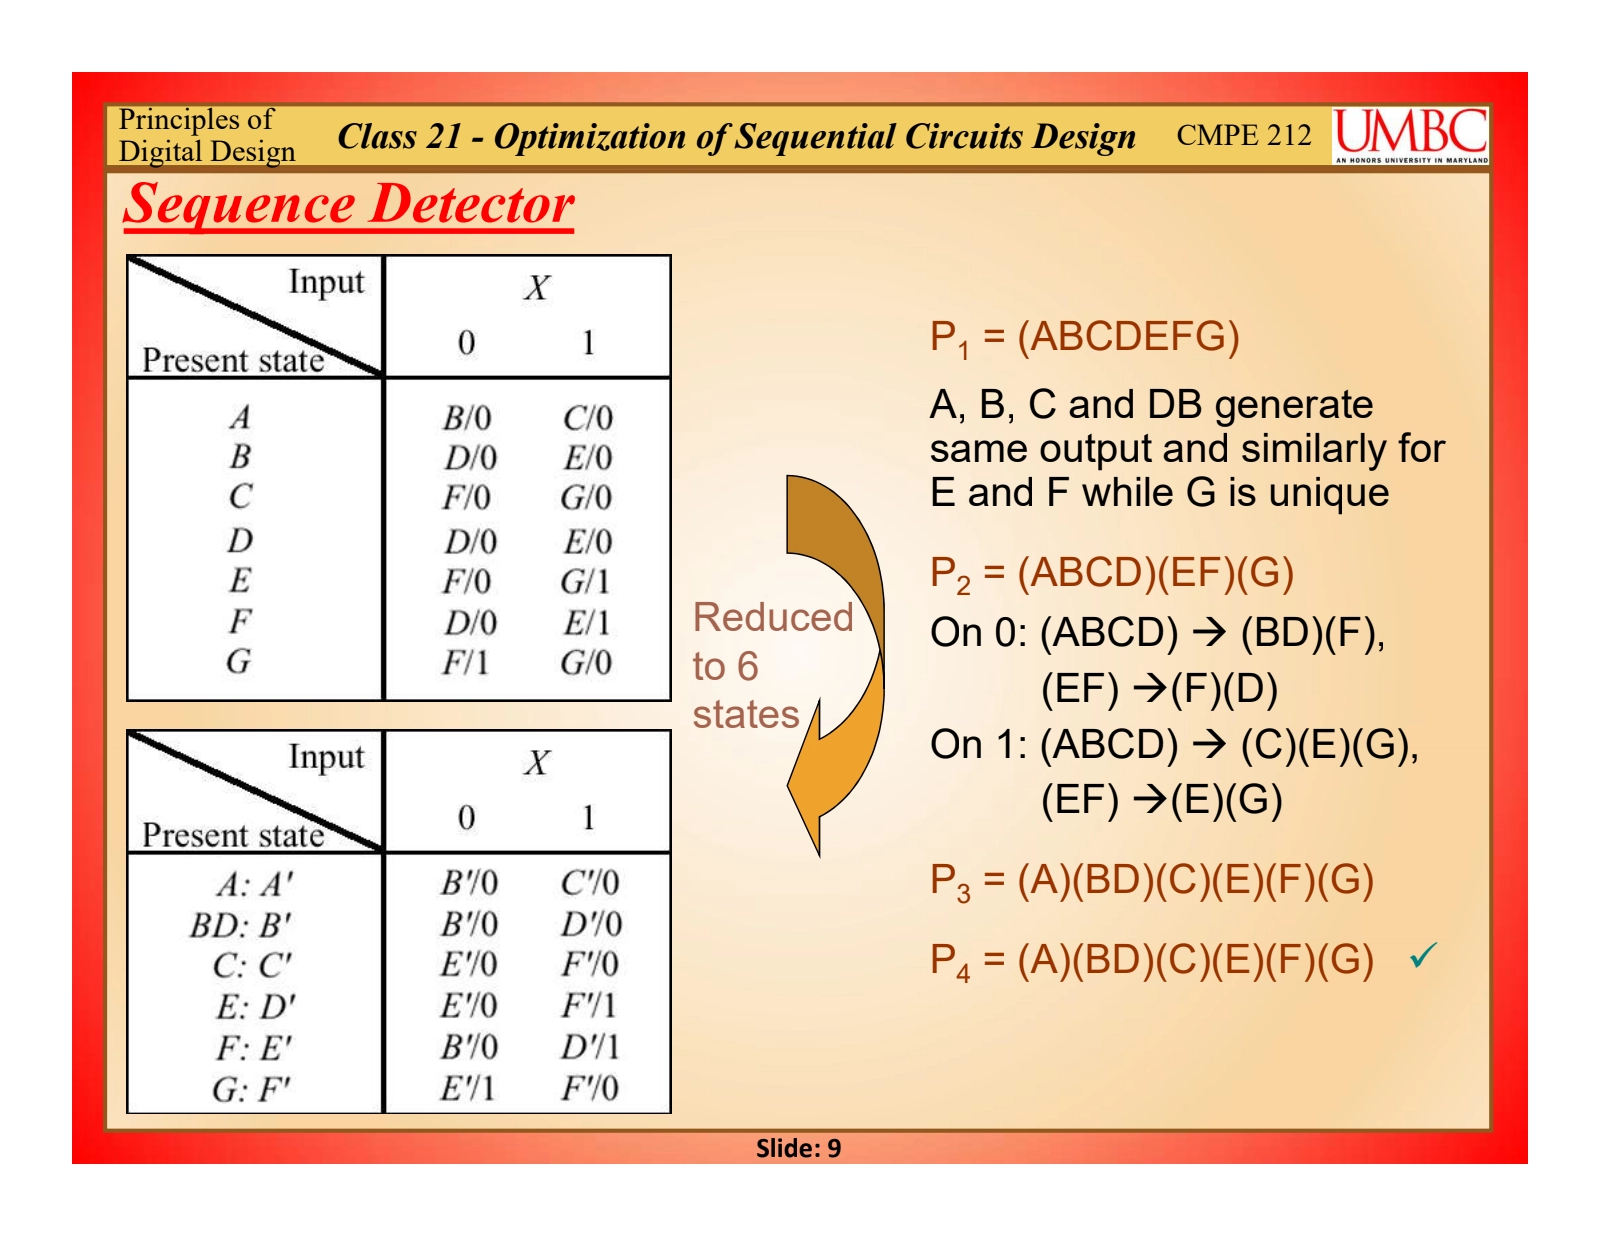 Principles of
Digital Design
Class 21 - Optimization of Sequential Circuits Design
CMPE 212
UMBC
AN HONORS UNIVERSITY IN MARYLAND
Sequence Detector
Input X
0 1
Present state
A B/0 C/0
B D/0 E/0
C F/0 G/0
D D/0 E/0
E F/0 G/1
F D/0 E/1
G F/1 G/0
Input X
0 1
Present state
A: A' B'/0 C'/0
BD: B' B'/0 D'/0
C: C' E'/0 F'/0
E: D' E'/0 F'/1
F: E' B'/0 D'/1
G: F' E'/1 F'/0
Reduced
to 6
states
P1 = (ABCDEFG)
A, B, C and DB generate
same output and similarly for
E and F while G is unique
P2 = (ABCD)(EF)(G)
On 0: (ABCD) → (BD)(F),
(EF) →(F)(D)
On 1: (ABCD) → (C)(E)(G),
(EF) →(E)(G)
P3 = (A)(BD)(C)(E)(F)(G)
P4 = (A)(BD)(C)(E)(F)(G) ✓
Slide: 9